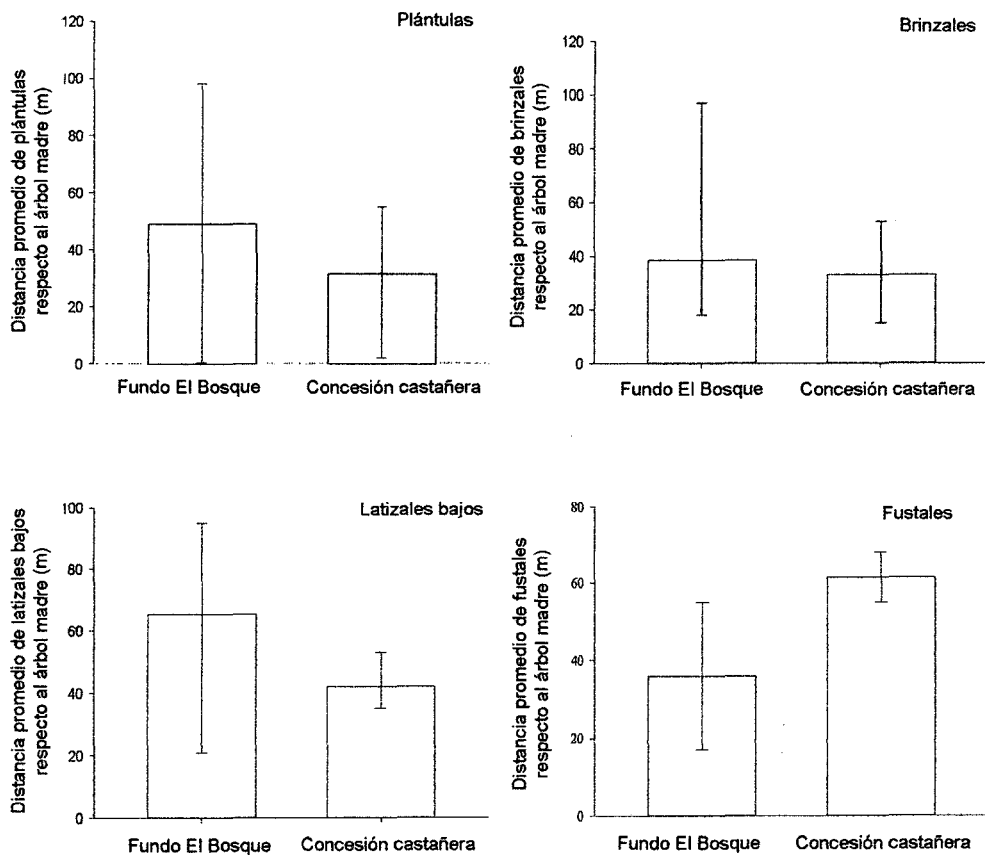 Plántulas
Distancia promedio de plántulas
respecto al árbol madre (m)
120
100
80
60
40
20
0
Fundo El Bosque
Concesión castañera
Brinzales
Distancia promedio de brinzales
respecto al árbol madre (m)
120
100
80
60
40
20
0
Fundo El Bosque
Concesión castañera
Latizales bajos
Distancia promedio de latizales bajos
respecto al árbol madre (m)
100
80
60
40
20
0
Fundo El Bosque
Concesión castañera
Fustales
Distancia promedio de fustales
respecto al árbol madre (m)
80
60
40
20
0
Fundo El Bosque
Concesión castañera